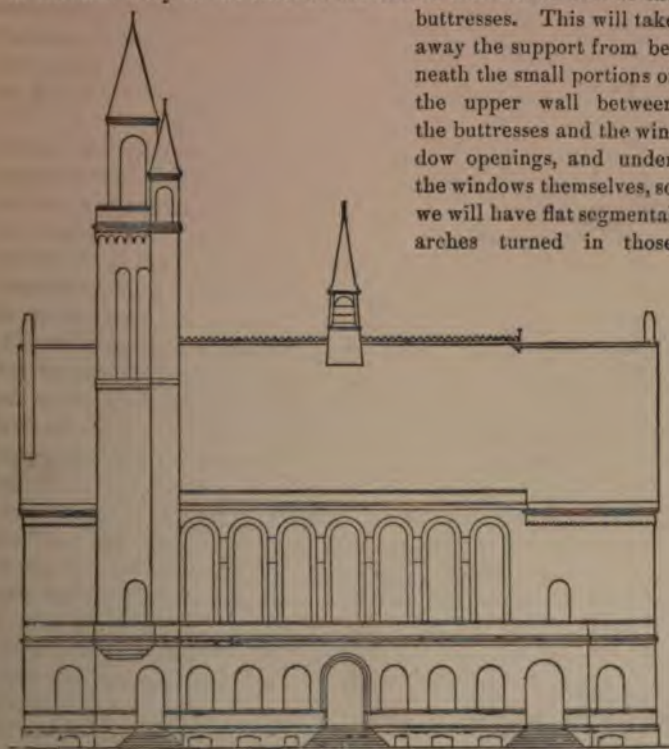 buttresses. This will take
away the support from be
neath the small portions o
the upper wall between
the buttresses and the win
dow openings, and under
the windows themselves, so
we will have flat segmenta
arches turned in those